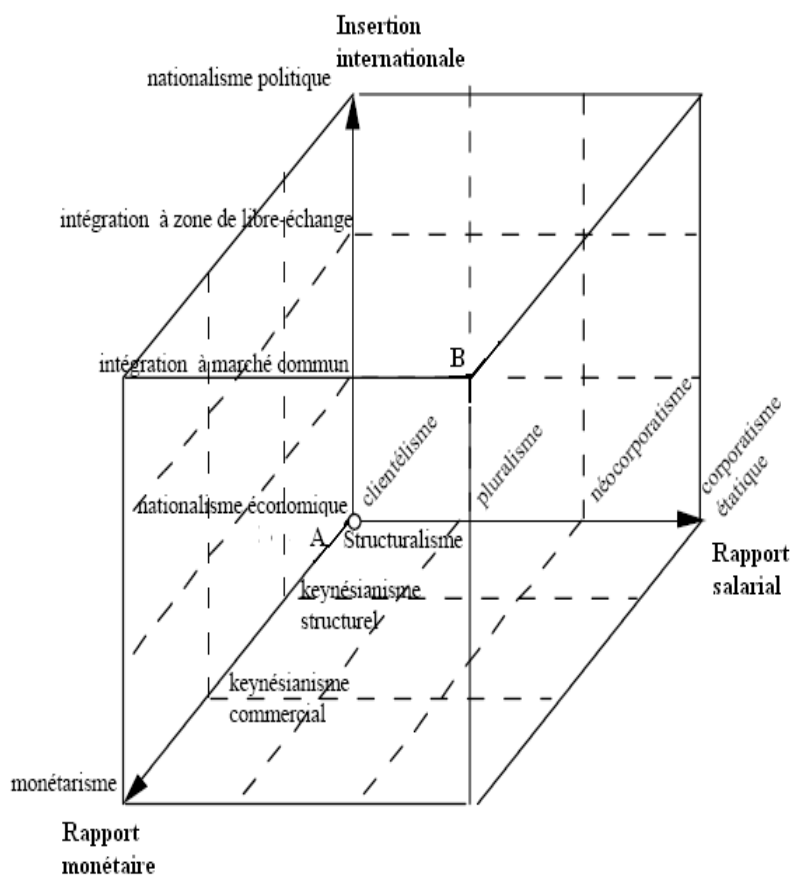 Insertion
internationale
nationalisme politique
intégration à zone de libre-échange
intégration à marché commun
B
clientélisme
pluralisme
néocorporatisme
corporatisme
étatique
nationalisme économique
A
Structuralisme
Rapport
salarial
keynésianisme
structurel
keynésianisme
commercial
monétarisme
Rapport
monétaire